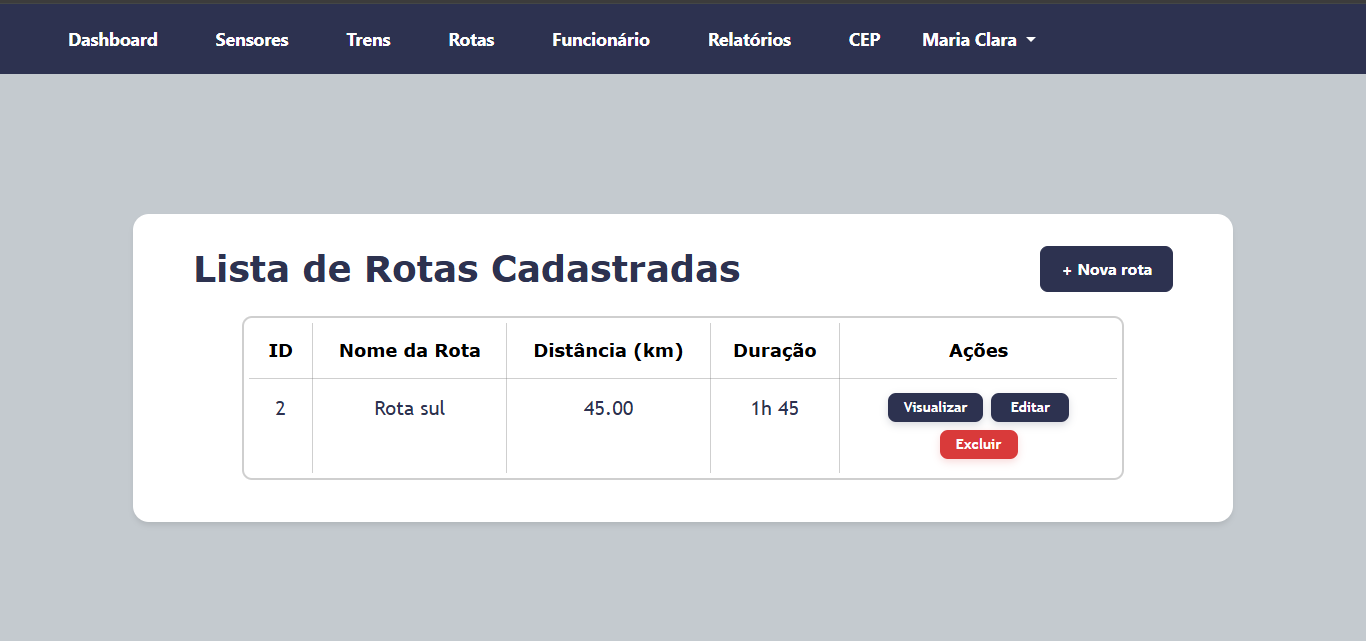 Dashboard Sensores Trens Rotas Funcionário Relatórios CEP Maria Clara
Lista de Rotas Cadastradas
+ Nova rota
ID Nome da Rota Distância (km) Duração Ações
2 Rota sul 45.00 1h 45 Visualizar Editar
Excluir